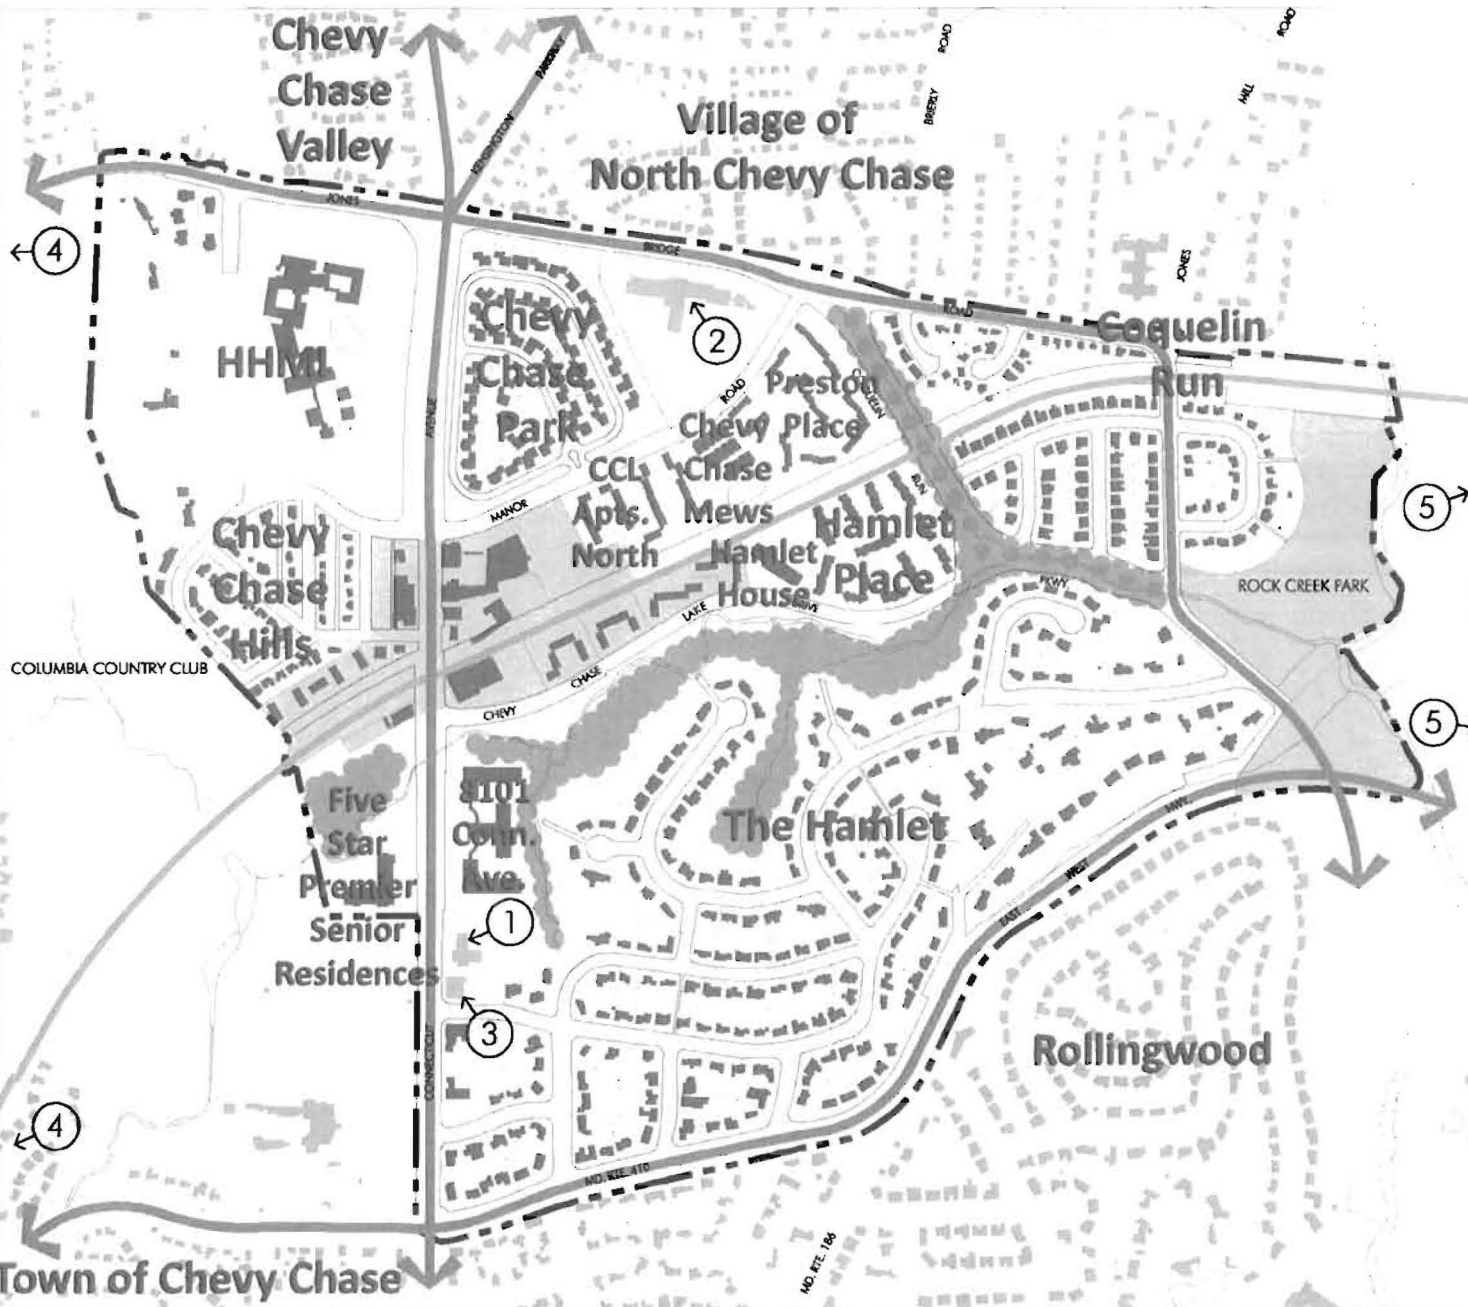 Chevy
Chase
Valley
KENSINGTON
PARKWAY
Village of
North Chevy Chase
BRIERLY
ROAD
JONES
HILL
ROAD
JONES
BRIDGE
ROAD
4
2
HHMI
AVENUE
Chevy
Chase
Park
MANOR
ROAD
Preston
Place
Chevy
Chase
Mews
CCL
Apts.
North
Hamlet
House
Hamlet
Place
RUN
Coquelin
Run
5
ROCK CREEK PARK
PKWY
Chevy
Chase
Hills
COLUMBIA COUNTRY CLUB
CHEVY
CHASE
LAKE
DRIVE
5
Five
Star
Premier
Senior
Residences
8101
Conn.
Ave.
The Hamlet
EAST
WEST
HWY.
1
3
CONNECTICUT
Rollingwood
4
MD. RTE. 410
MD. RTE. 186
Town of Chevy Chase